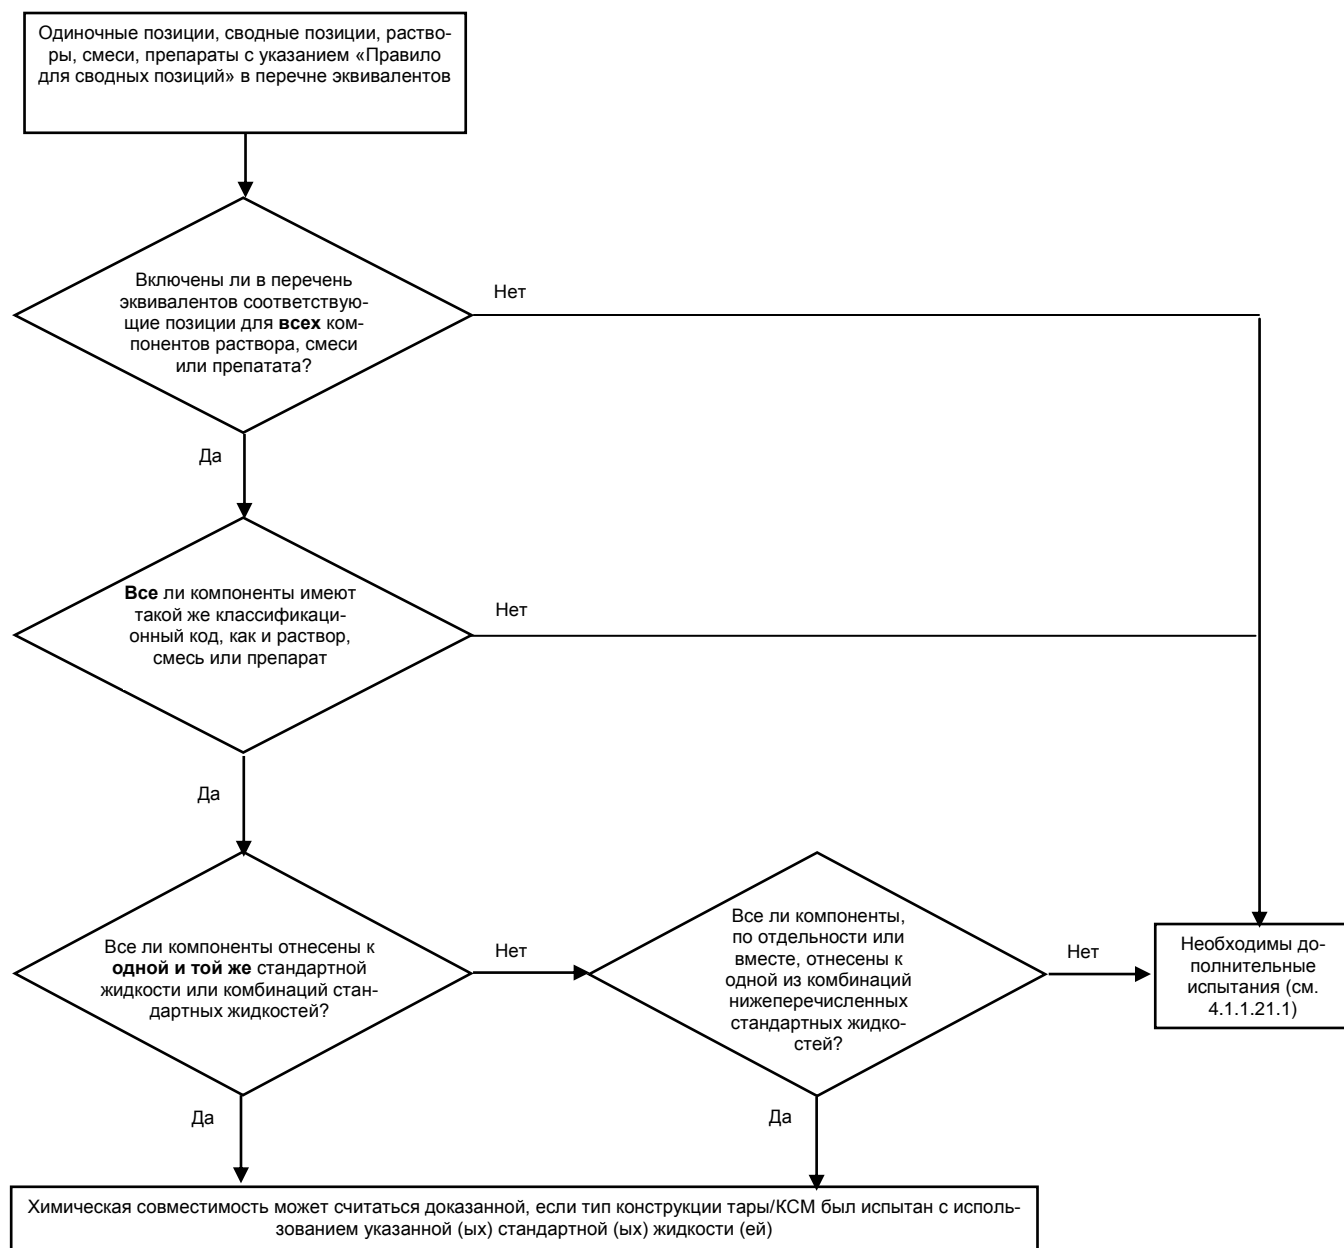 Одиночные позиции, сводные позиции, раство-
ры, смеси, препараты с указанием «Правило
для сводных позиций» в перечне эквивалентов
Включены ли в перечень
эквивалентов соответствую-
щие позиции для всех ком-
понентов раствора, смеси
или препатата?
Нет
Да
Все ли компоненты имеют
такой же классификаци-
онный код, как и раствор,
смесь или препарат
Нет
Да
Все ли компоненты отнесены к
одной и той же стандартной
жидкости или комбинаций стан-
дартных жидкостей?
Нет
Все ли компоненты,
по отдельности или
вместе, отнесены к
одной из комбинаций
нижеперечисленных
стандартных жидко-
стей?
Нет
Необходимы до-
полнительные
испытания (см.
4.1.1.21.1)
Да
Да
Химическая совместимость может считаться доказанной, если тип конструкции тары/КСМ был испытан с исполь-
зованием указанной (ых) стандартной (ых) жидкости (ей)